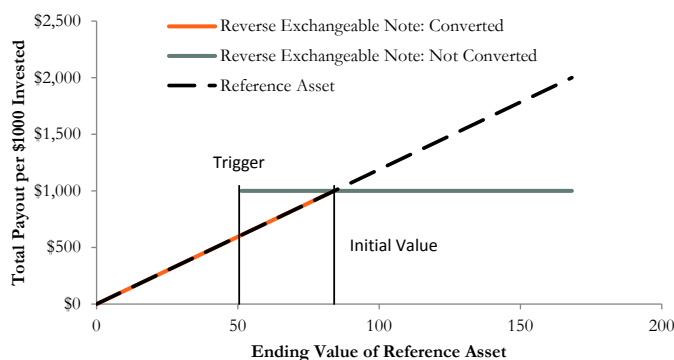 $2,500
$2,000
$1,500
$1,000
$500
$0
Total Payout per $1000 Invested
Reverse Exchangeable Note: Converted
Reverse Exchangeable Note: Not Converted
Reference Asset
Trigger
Initial Value
0 50 100 150 200
Ending Value of Reference Asset